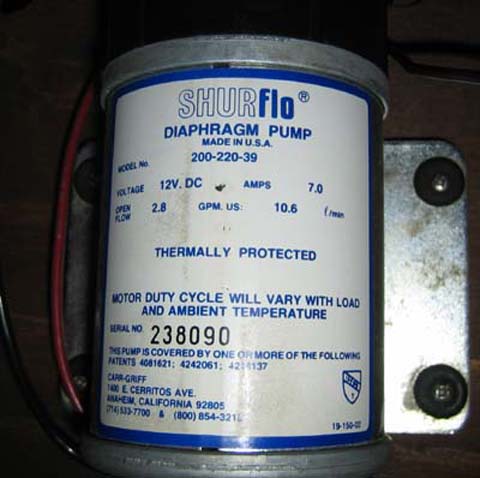 SHURflo®
DIAPHRAGM PUMP
MADE IN U.S.A.
MODEL No. 200-220-39
VOLTAGE 12V. DC AMPS 7.0
OPEN FLOW 2.8 GPM. US: 10.6 ℓ/min
THERMALLY PROTECTED
MOTOR DUTY CYCLE WILL VARY WITH LOAD
AND AMBIENT TEMPERATURE
SERIAL NO. 238090
THIS PUMP IS COVERED BY ONE OR MORE OF THE FOLLOWING
PATENTS 4081621; 4242061;
CARR-GRIFF
1400 E. CERRITOS AVE.
ANAHEIM, CALIFORNIA 92805
(714) 533-7700 & (800) 854-321
19-150-02